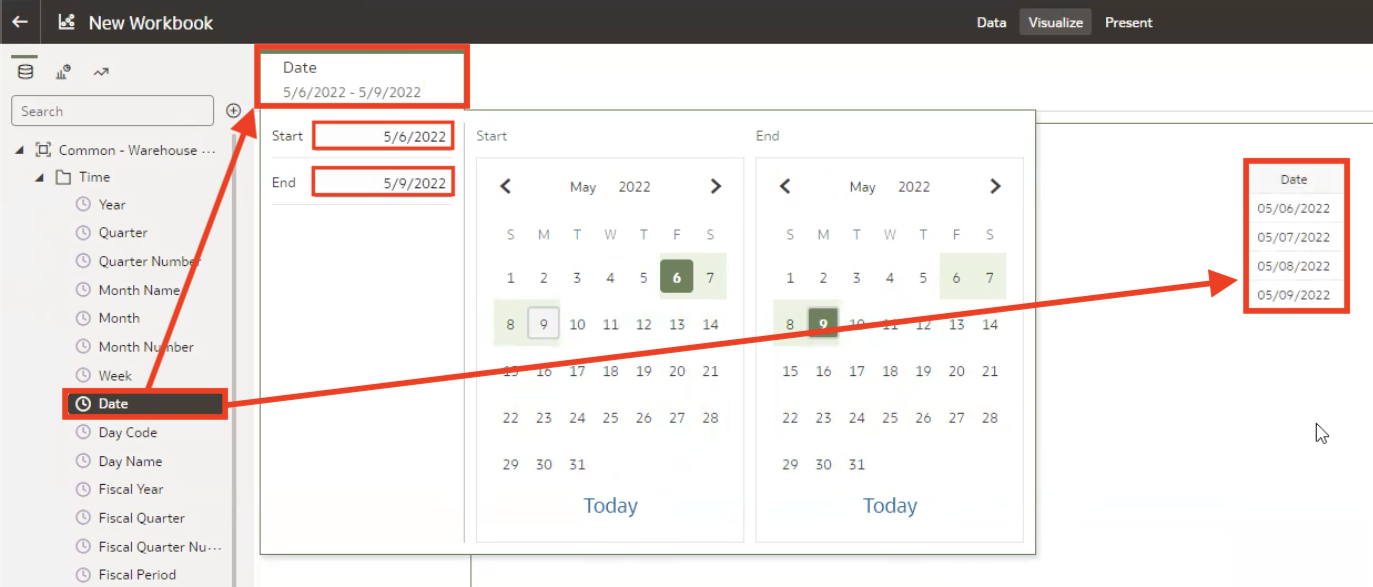 New Workbook
Data Visualize Present
Search
Common - Warehouse ...
Time
Year
Quarter
Quarter Number
Month Name
Month
Month Number
Week
Date
Day Code
Day Name
Fiscal Year
Fiscal Quarter
Fiscal Quarter Nu...
Fiscal Period
Date
5/6/2022 - 5/9/2022
Start 5/6/2022
End 5/9/2022
Start
May 2022
S M T W T F S
1 2 3 4 5 6 7
8 9 10 11 12 13 14
15 16 17 18 19 20 21
22 23 24 25 26 27 28
29 30 31
Today
End
May 2022
S M T W T F S
1 2 3 4 5 6 7
8 9 10 11 12 13 14
15 16 17 18 19 20 21
22 23 24 25 26 27 28
29 30 31
Today
Date
05/06/2022
05/07/2022
05/08/2022
05/09/2022